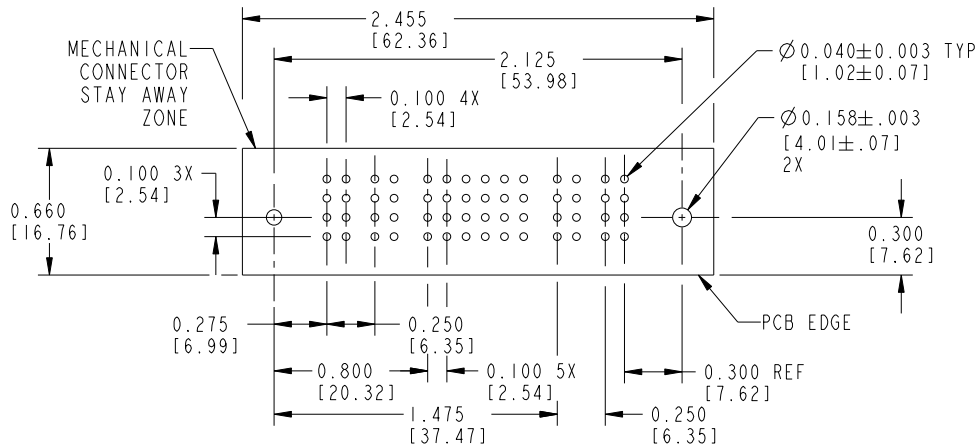 2.455
[62.36]
MECHANICAL
CONNECTOR
STAY AWAY
ZONE
2.125
[53.98]
Ø0.040±0.003 TYP
[1.02±0.07]
0.100 4X
[2.54]
Ø0.158±.003
[4.01±.07]
2X
0.100 3X
[2.54]
0.660
[16.76]
0.300
[7.62]
0.275
[6.99]
0.250
[6.35]
PCB EDGE
0.800
[20.32]
0.100 5X
[2.54]
0.300 REF
[7.62]
1.475
[37.47]
0.250
[6.35]